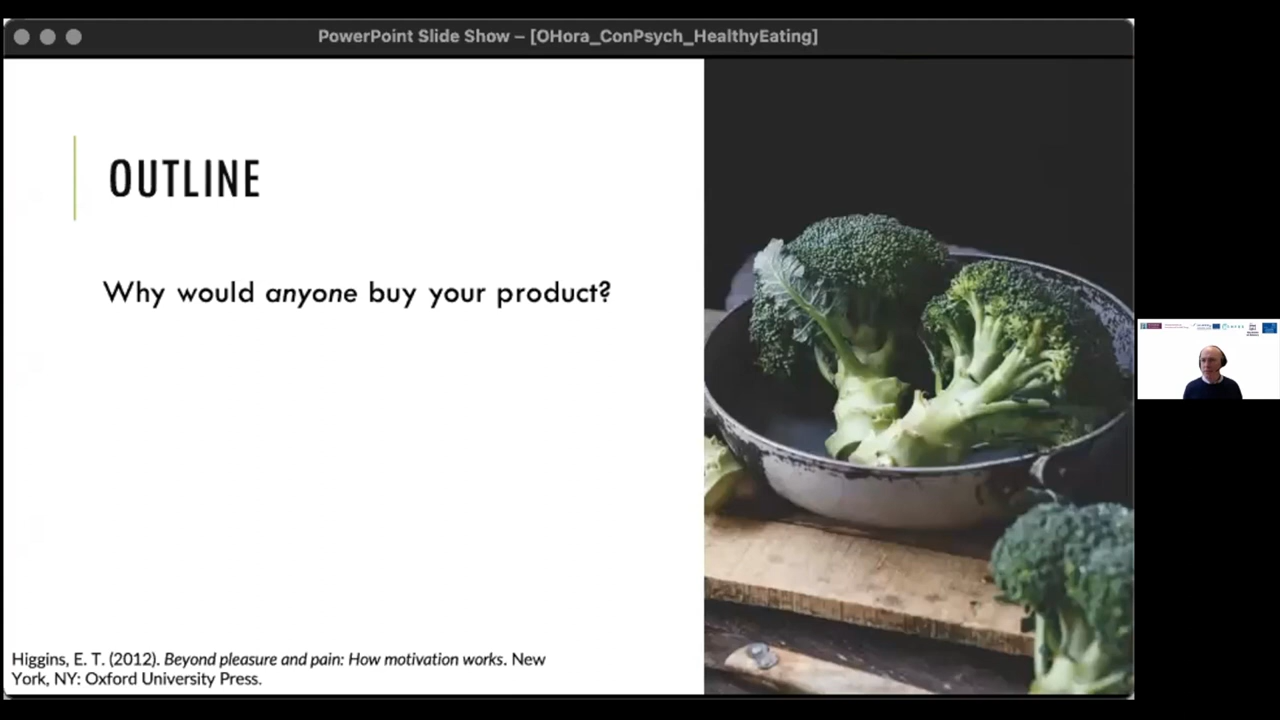 PowerPoint Slide Show – [OHora_ConPsych_HealthyEating]
OUTLINE
Why would anyone buy your product?
Higgins, E. T. (2012). Beyond pleasure and pain: How motivation works. New
York, NY: Oxford University Press.